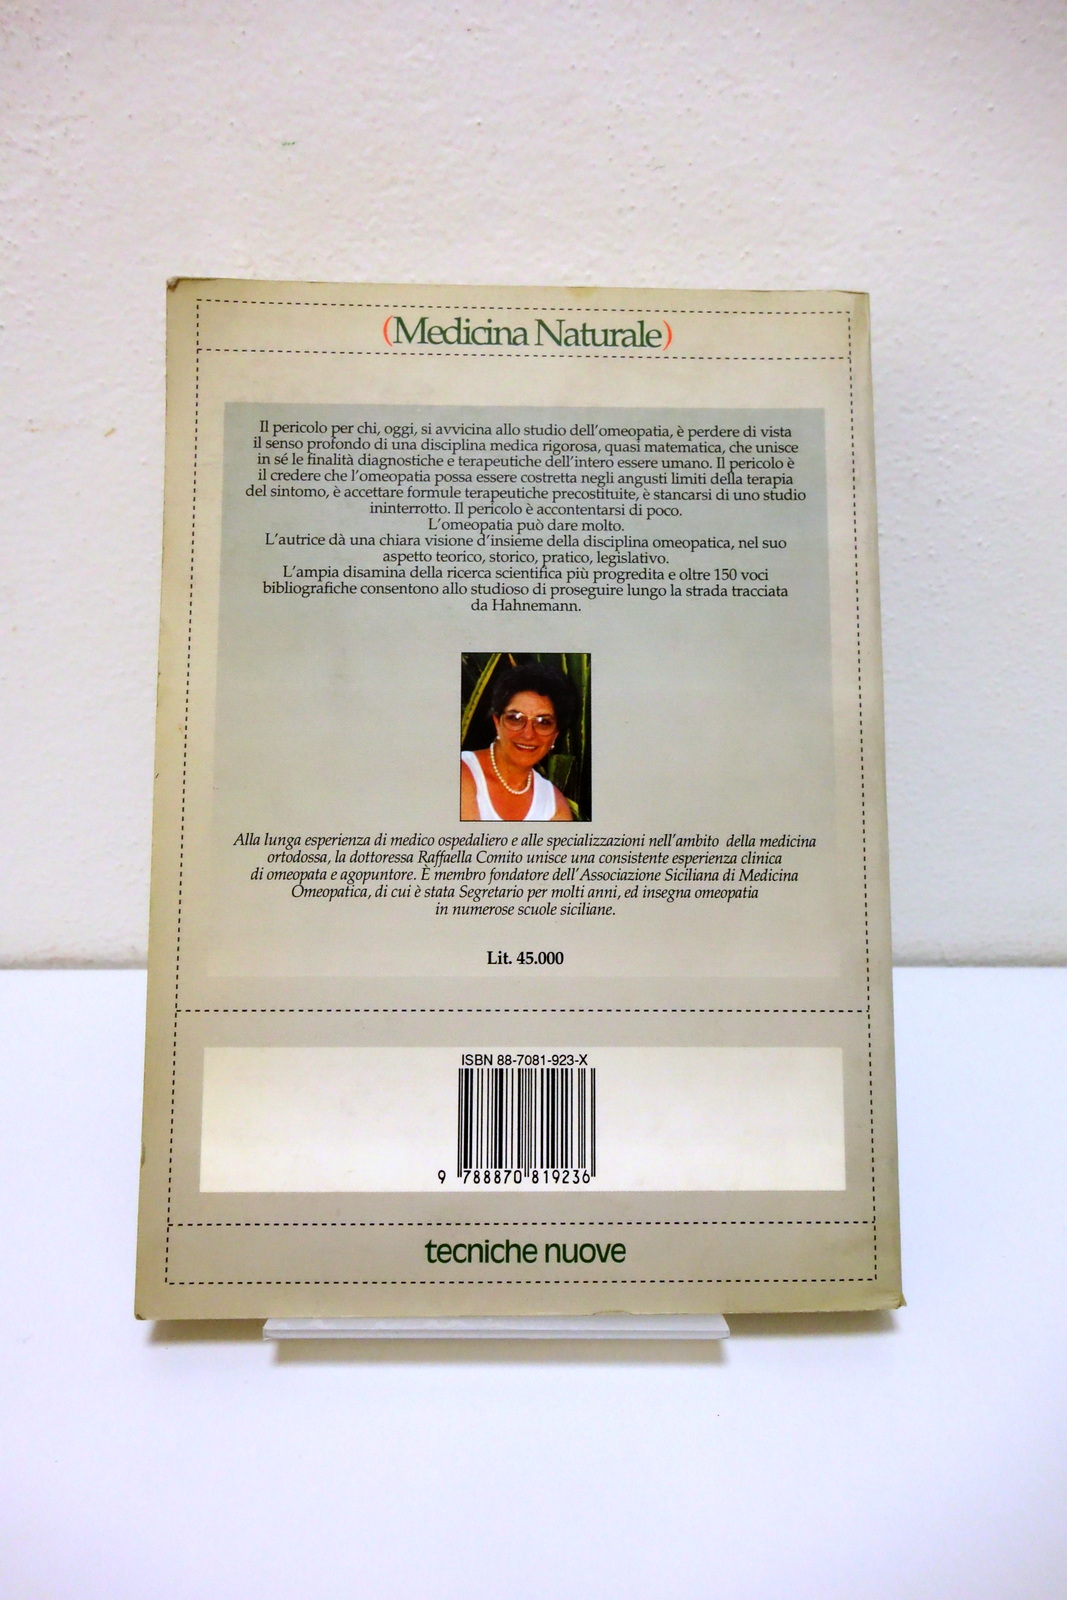 (Medicina Naturale)
Il pericolo per chi, oggi, si avvicina allo studio dell'omeopatia, è perdere di vista
il senso profondo di una disciplina medica rigorosa, quasi matematica, che unisce
in sé le finalità diagnostiche e terapeutiche dell'intero essere umano. Il pericolo è
il credere che l'omeopatia possa essere costretta negli angusti limiti della terapia
del sintomo, è accettare formule terapeutiche precostituite, è stancarsi di uno studio
ininterrotto. Il pericolo è accontentarsi di poco.
L'omeopatia può dare molto.
L'autrice dà una chiara visione d'insieme della disciplina omeopatica, nel suo
aspetto teorico, storico, pratico, legislativo.
L'ampia disamina della ricerca scientifica più progredita e oltre 150 voci
bibliografiche consentono allo studioso di proseguire lungo la strada tracciata
da Hahnemann.
Alla lunga esperienza di medico ospedaliero e alle specializzazioni nell'ambito della medicina
ortodossa, la dottoressa Raffaella Comito unisce una consistente esperienza clinica
di omeopata e agopuntore. È membro fondatore dell'Associazione Siciliana di Medicina
Omeopatica, di cui è stata Segretario per molti anni, ed insegna omeopatia
in numerose scuole siciliane.
Lit. 45.000
ISBN 88-7081-923-X
9 788870 819236
tecniche nuove